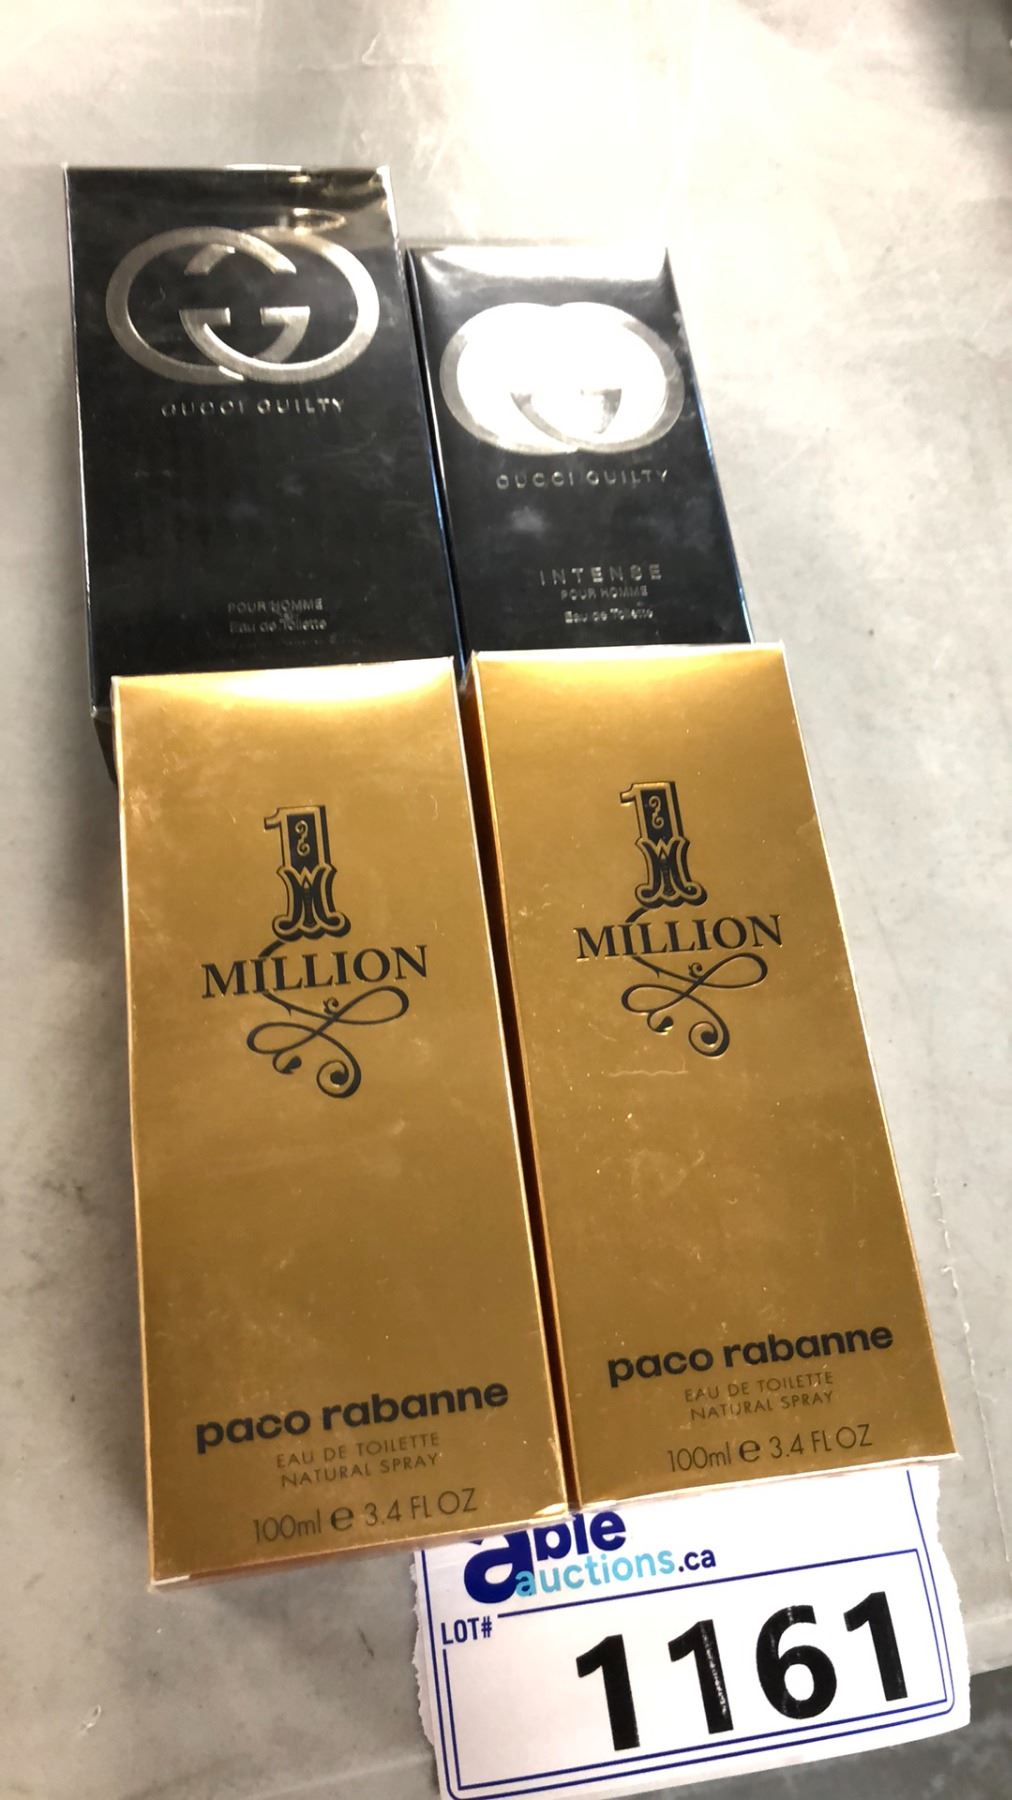 GUCCI GUILTY
POUR HOMME
Eau de Toilette
GUCCI GUILTY
INTENSE
POUR HOMME
Eau de Toilette
1
MILLION
paco rabanne
EAU DE TOILETTE
NATURAL SPRAY
100ml e 3.4 FL OZ
1
MILLION
paco rabanne
EAU DE TOILETTE
NATURAL SPRAY
100ml e 3.4 FL OZ
able
auctions.ca
LOT#
1161